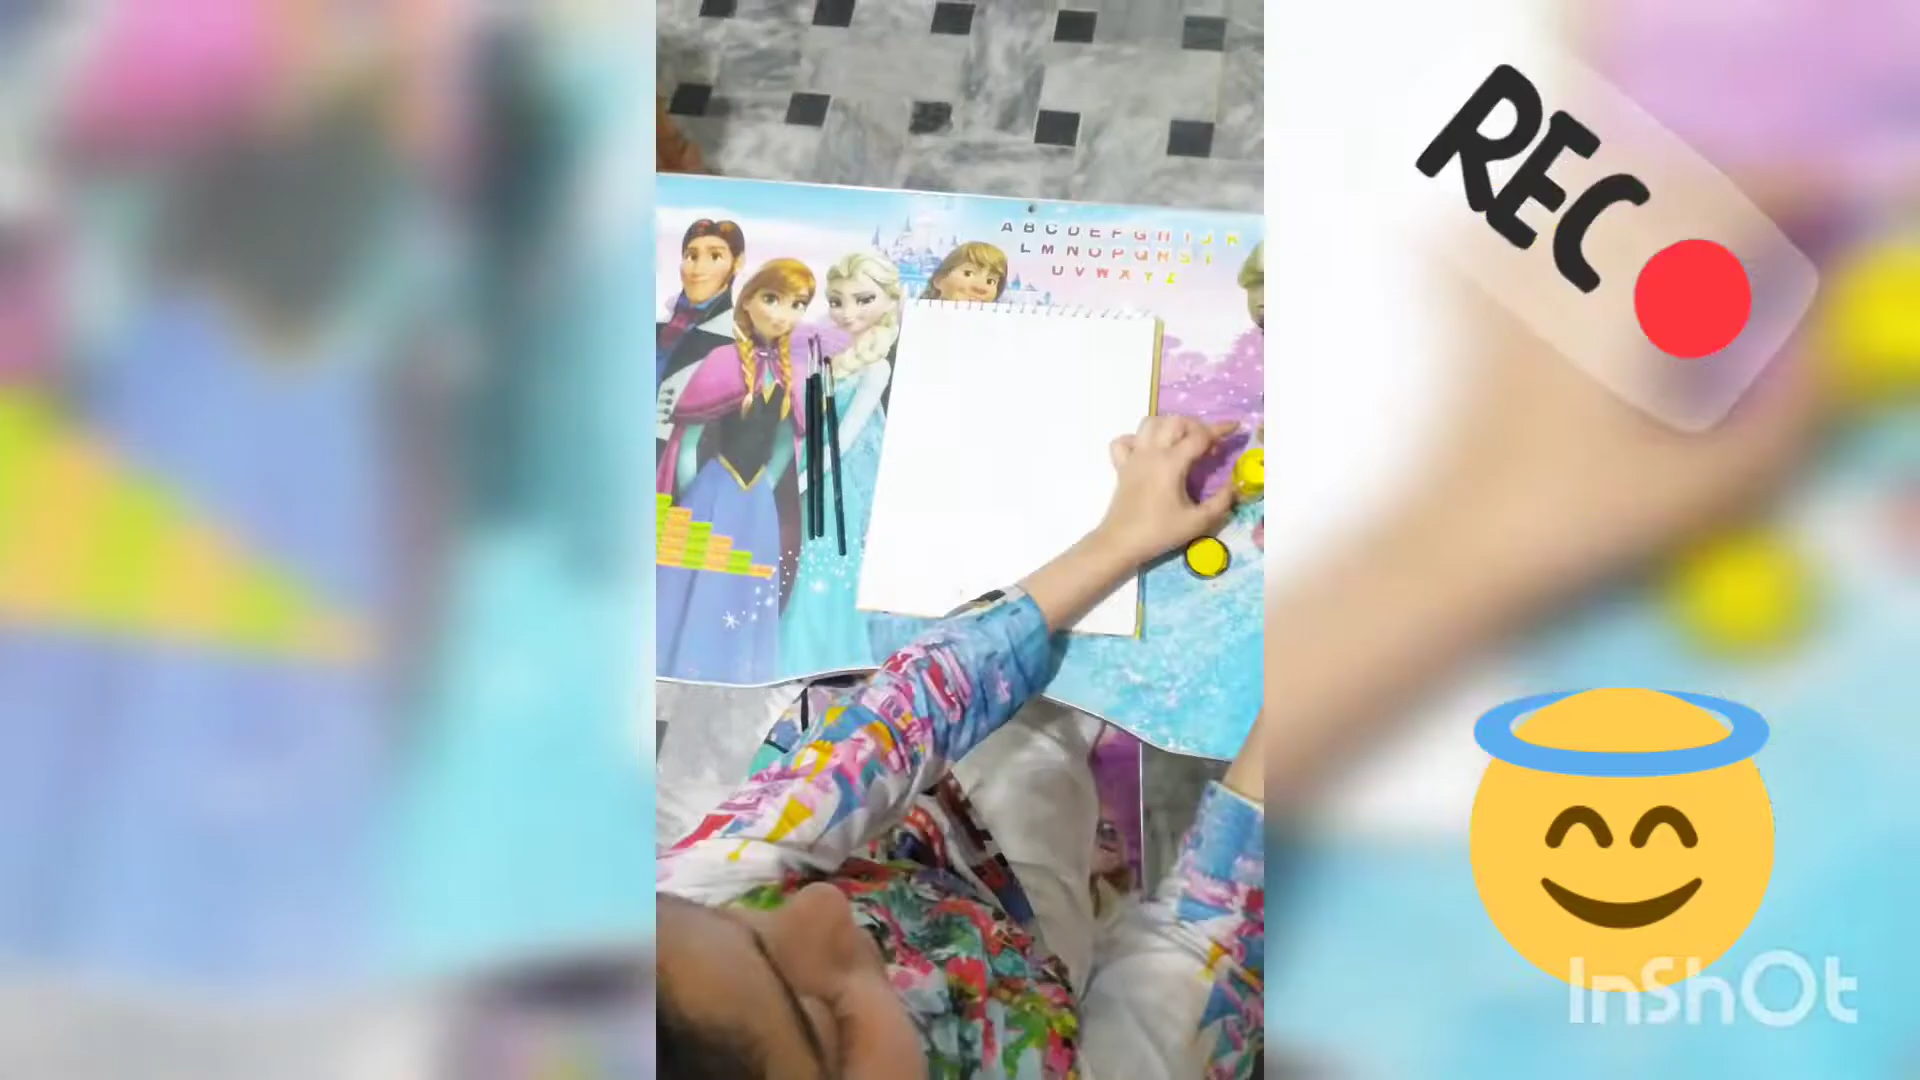 REC
A B C D E F G H I J K
L M N O P Q R S T
U V W X Y Z
InShOt